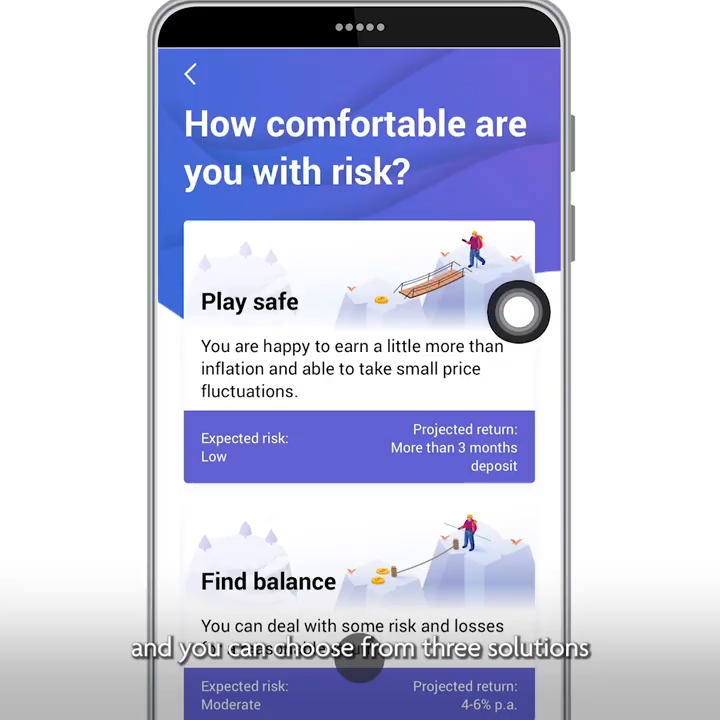 How comfortable are
you with risk?
Play safe
You are happy to earn a little more than
inflation and able to take small price
fluctuations.
Expected risk:
Low
Projected return:
More than 3 months
deposit
Find balance
You can deal with some risk and losses
and you can choose from three solutions
Expected risk:
Moderate
Projected return:
4-6% p.a.